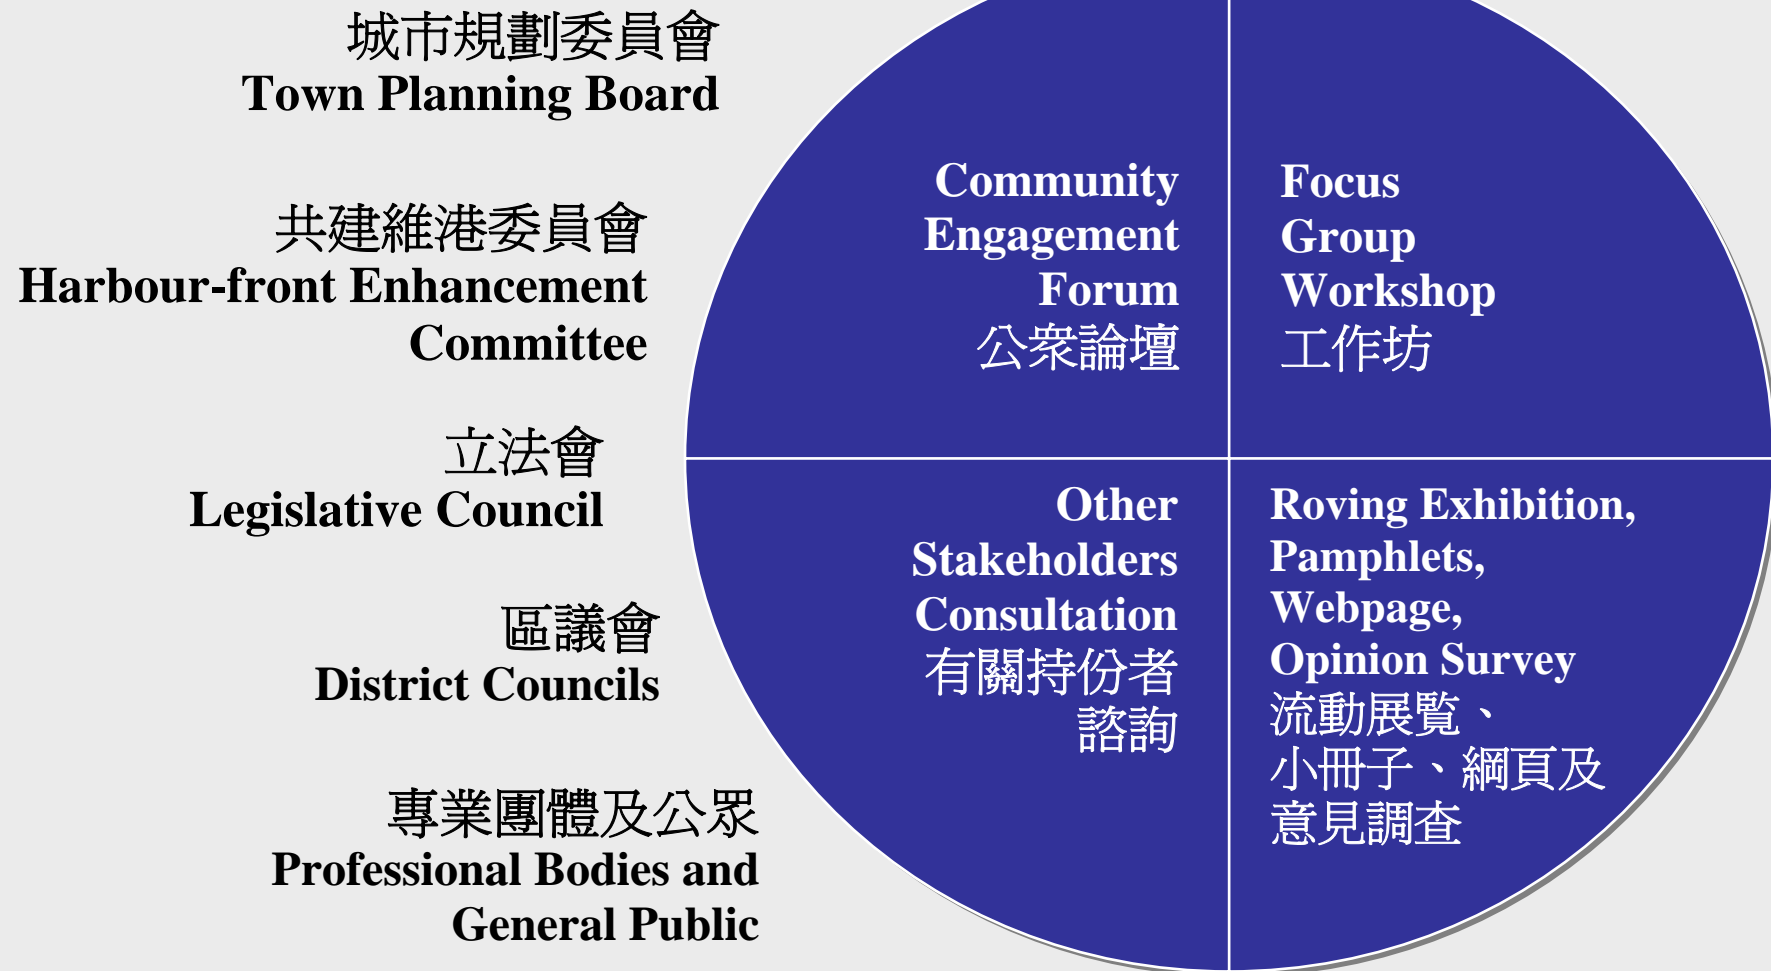 城市規劃委員會
Town Planning Board
共建維港委員會
Harbour-front Enhancement
Committee
立法會
Legislative Council
區議會
District Councils
專業團體及公眾
Professional Bodies and
General Public
Community
Engagement
Forum
公衆論壇
Focus
Group
Workshop
工作坊
Other
Stakeholders
Consultation
有關持份者
諮詢
Roving Exhibition,
Pamphlets,
Webpage,
Opinion Survey
流動展覽、
小冊子、網頁及
意見調查